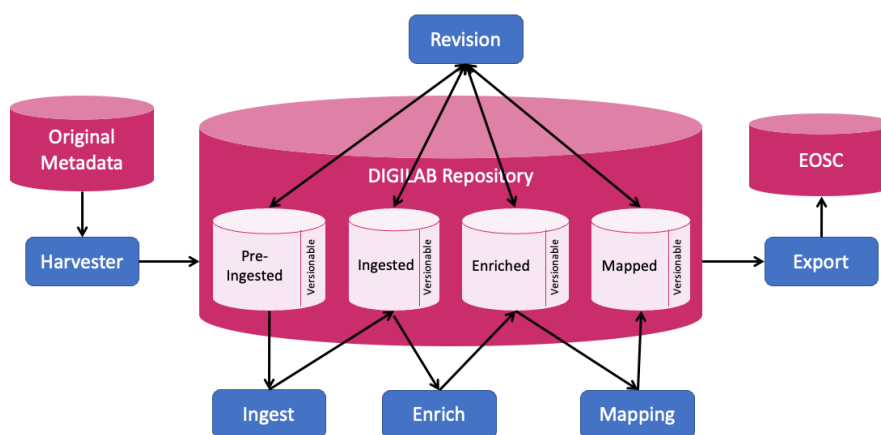 Revision
Original
Metadata
EOSC
DIGILAB Repository
Pre-
Ingested
Versionable
Ingested
Versionable
Enriched
Versionable
Mapped
Versionable
Harvester
Export
Ingest
Enrich
Mapping